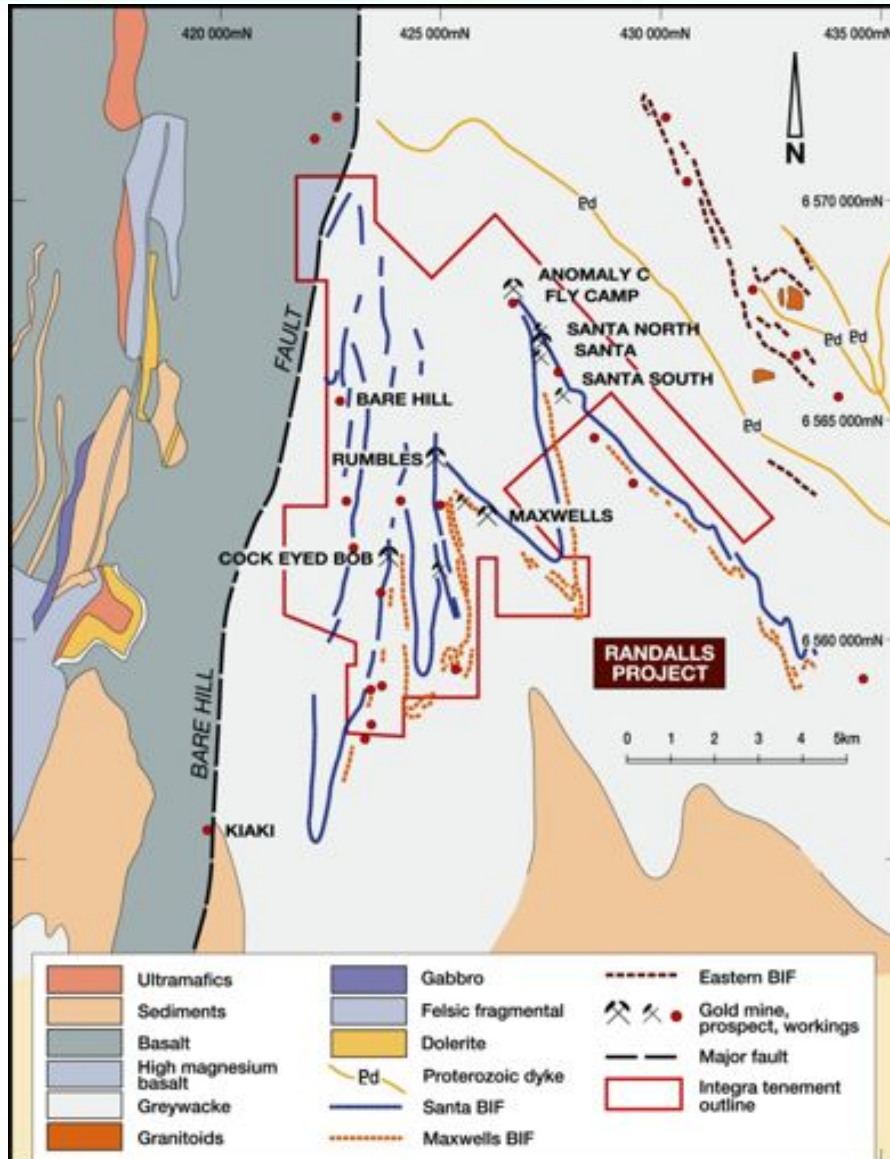 420 000mN
425 000mN
430 000mN
435 000mN
N
Pd
6 570 000mN
ANOMALY C
FLY CAMP
SANTA NORTH
SANTA
SANTA SOUTH
Pd
Pd
Pd
FAULT
BARE HILL
6 565 000mN
RUMBLES
MAXWELLS
COCK EYED BOB
6 560 000mN
RANDALLS
PROJECT
BARE HILL
0 1 2 3 4 5km
KIAKI
Ultramafics
Sediments
Basalt
High magnesium
basalt
Greywacke
Granitoids
Gabbro
Felsic fragmental
Dolerite
Pd
Proterozoic dyke
Santa BIF
Maxwells BIF
Eastern BIF
Gold mine,
prospect, workings
Major fault
Integra tenement
outline